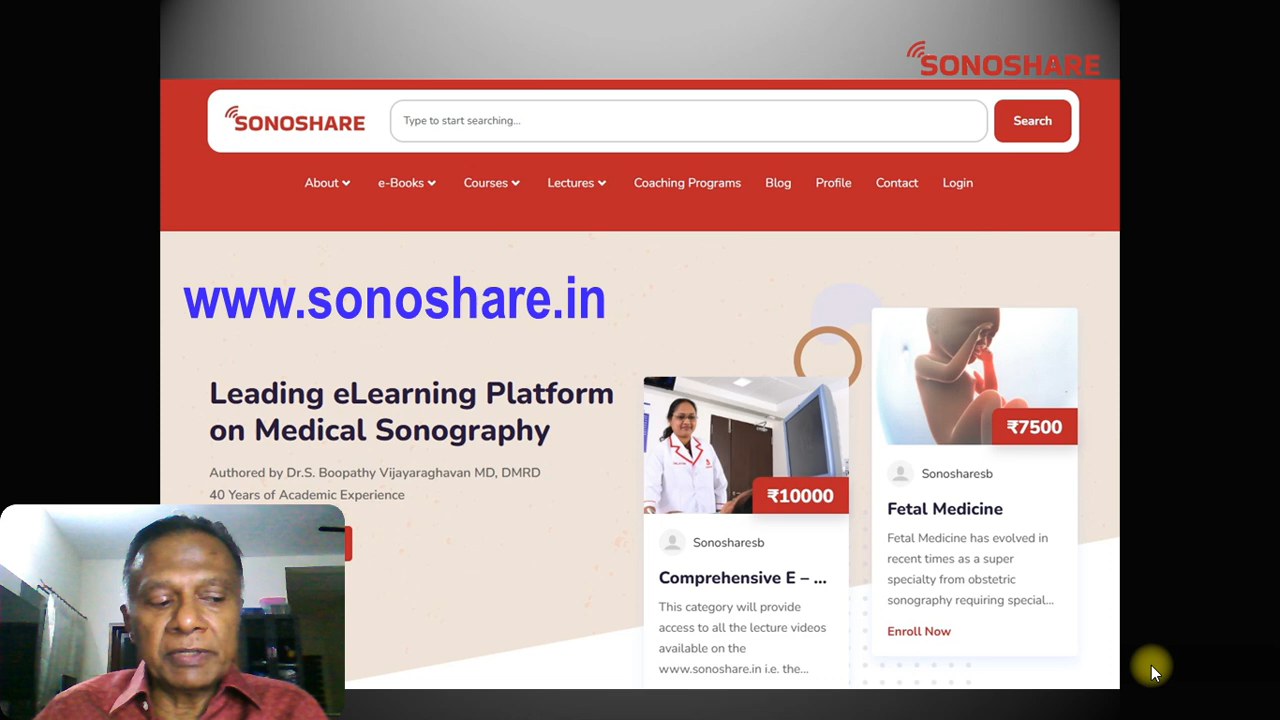 SONOSHARE
SONOSHARE
Type to start searching...
Search
About
e-Books
Courses
Lectures
Coaching Programs
Blog
Profile
Contact
Login
www.sonoshare.in
Leading eLearning Platform
on Medical Sonography
Authored by Dr.S. Boopathy Vijayaraghavan MD, DMRD
40 Years of Academic Experience
₹10000
Sonosharesb
Comprehensive E – ...
This category will provide
access to all the lecture videos
available on the
www.sonoshare.in i.e. the...
₹7500
Sonosharesb
Fetal Medicine
Fetal Medicine has evolved in
recent times as a super
specialty from obstetric
sonography requiring special...
Enroll Now